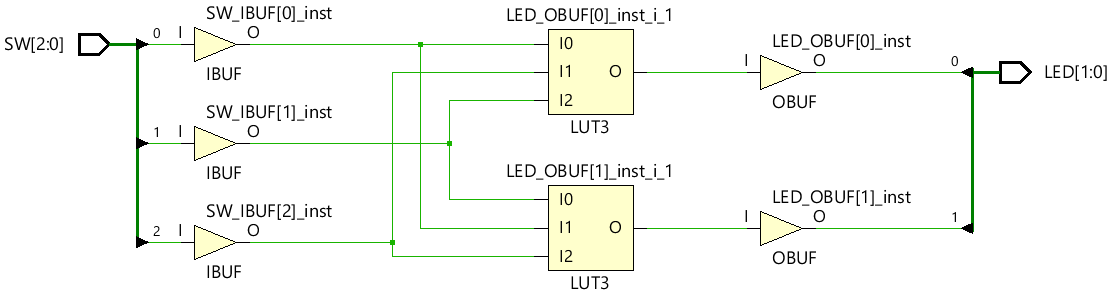 SW[2:0]
0
I
SW_IBUF[0]_inst
O
IBUF
1
I
SW_IBUF[1]_inst
O
IBUF
2
I
SW_IBUF[2]_inst
O
IBUF
LED_OBUF[0]_inst_i_1
I0
I1
I2
O
LUT3
LED_OBUF[1]_inst_i_1
I0
I1
I2
O
LUT3
LED_OBUF[0]_inst
I
O
OBUF
0
LED_OBUF[1]_inst
I
O
OBUF
1
LED[1:0]